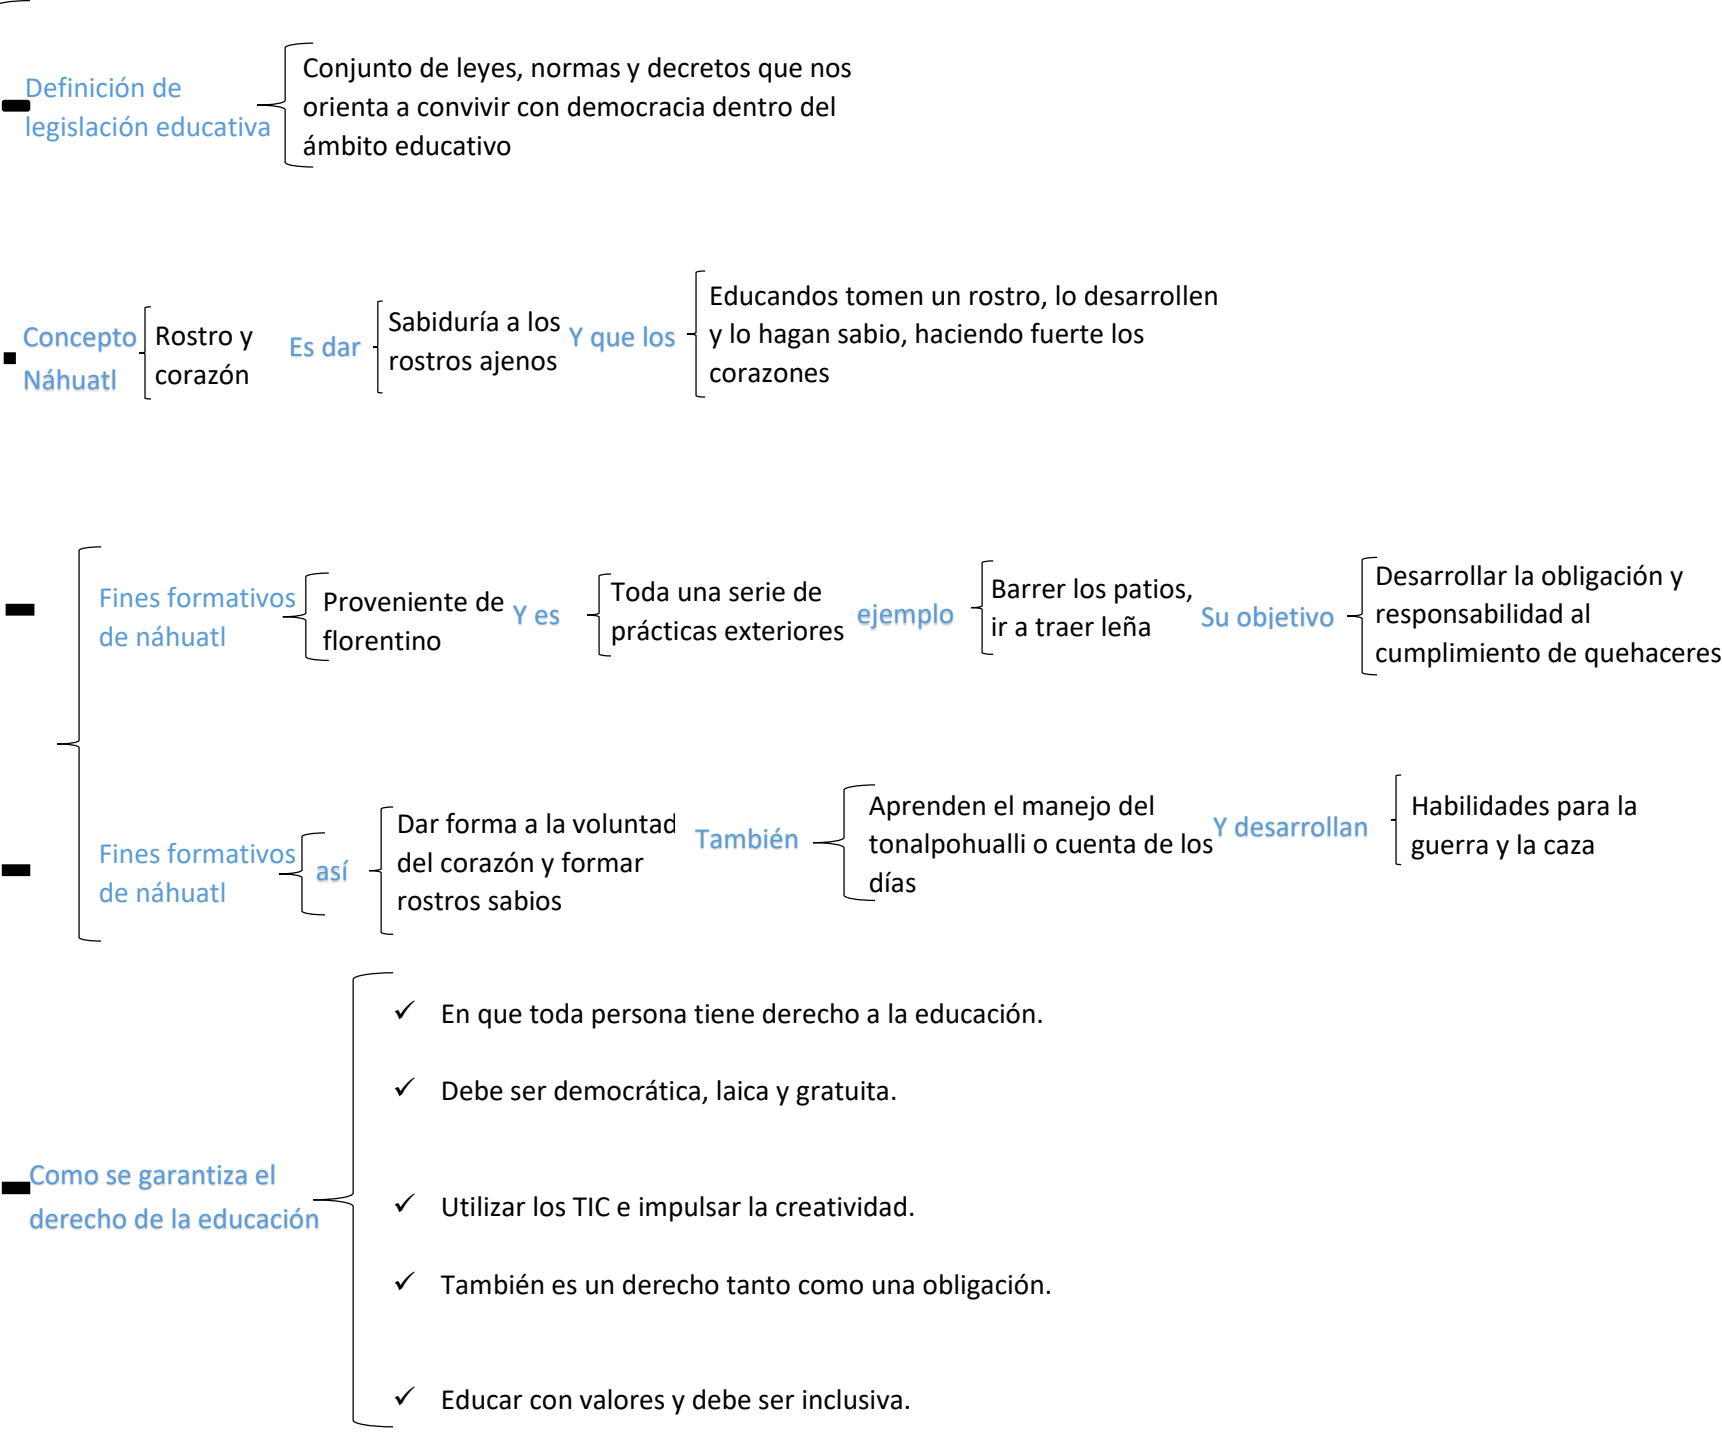 Definición de
legislación educativa
Conjunto de leyes, normas y decretos que nos
orienta a convivir con democracia dentro del
ámbito educativo
Concepto
Náhuatl
Rostro y
corazón
Es dar
Sabiduría a los
rostros ajenos
Y que los
Educandos tomen un rostro, lo desarrollen
y lo hagan sabio, haciendo fuerte los
corazones
Fines formativos
de náhuatl
Proveniente de
florentino
Y es
Toda una serie de
prácticas exteriores
ejemplo
Barrer los patios,
ir a traer leña
Su objetivo
Desarrollar la obligación y
responsabilidad al
cumplimiento de quehaceres
Fines formativos
de náhuatl
así
Dar forma a la voluntad
del corazón y formar
rostros sabios
También
Aprenden el manejo del
tonalpohualli o cuenta de los
días
Y desarrollan
Habilidades para la
guerra y la caza
Como se garantiza el
derecho de la educación
✓ En que toda persona tiene derecho a la educación.
✓ Debe ser democrática, laica y gratuita.
✓ Utilizar los TIC e impulsar la creatividad.
✓ También es un derecho tanto como una obligación.
✓ Educar con valores y debe ser inclusiva.